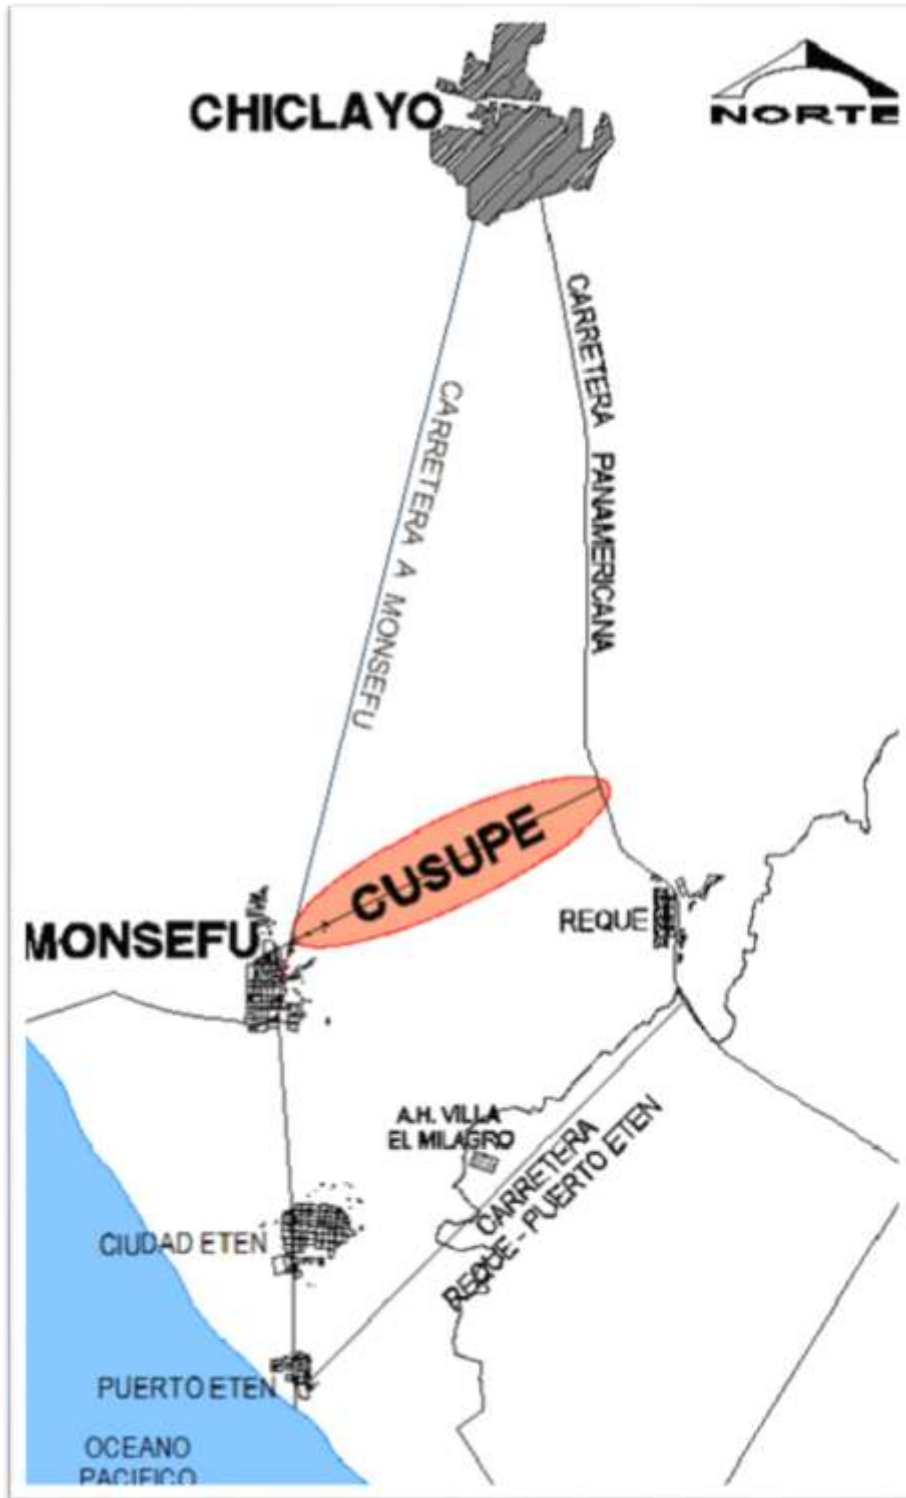 CHICLAYO
NORTE
CARRETERA PANAMERICANA
CARRETERA A MONSEFU
CUSUPE
MONSEFU
REQUE
A.H. VILLA
EL MILAGRO
CARRETERA
REQUE - PUERTO ETEN
CIUDAD ETEN
PUERTO ETEN
OCEANO
PACIFICO